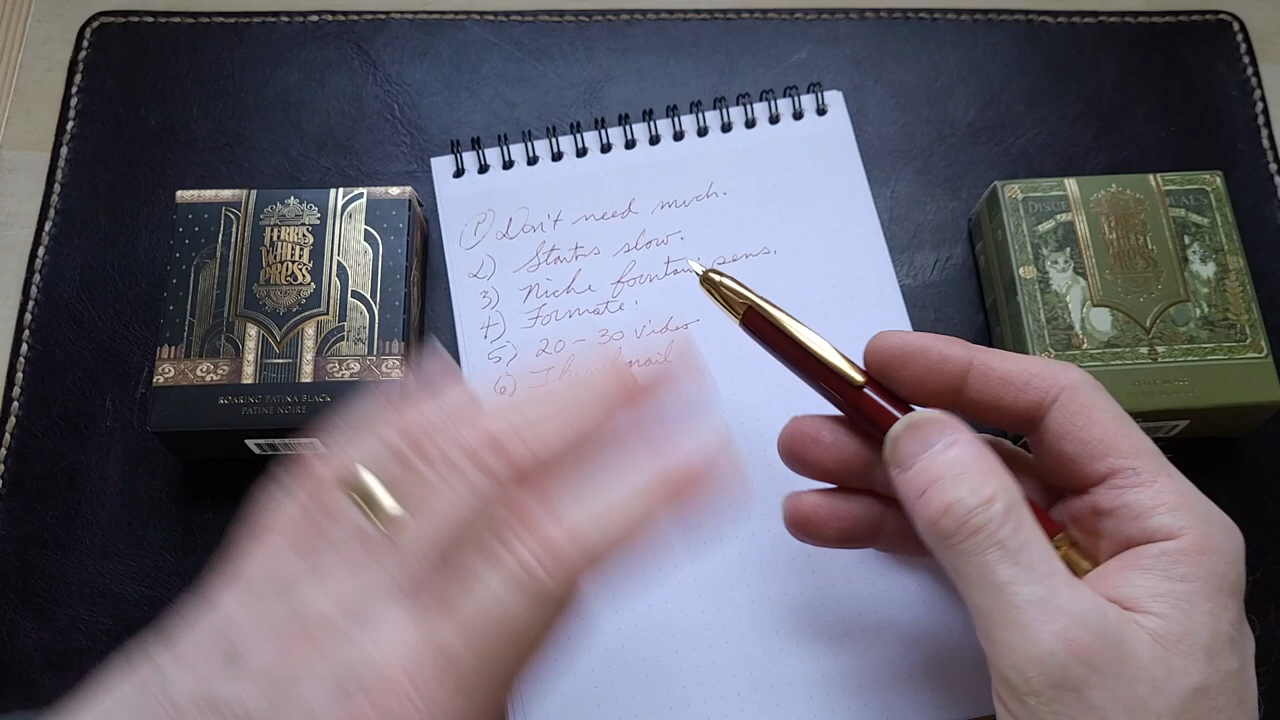 1) Don't need much.
2) Starts slow.
3) Niche fountain pens.
4) Formate.
5) 20-30 video
6) Thumbnail
FERRIS
WHEEL
PRESS
ROARING PATINA BLACK
PATINE NOIRE
FERRIS
WHEEL
PRESS